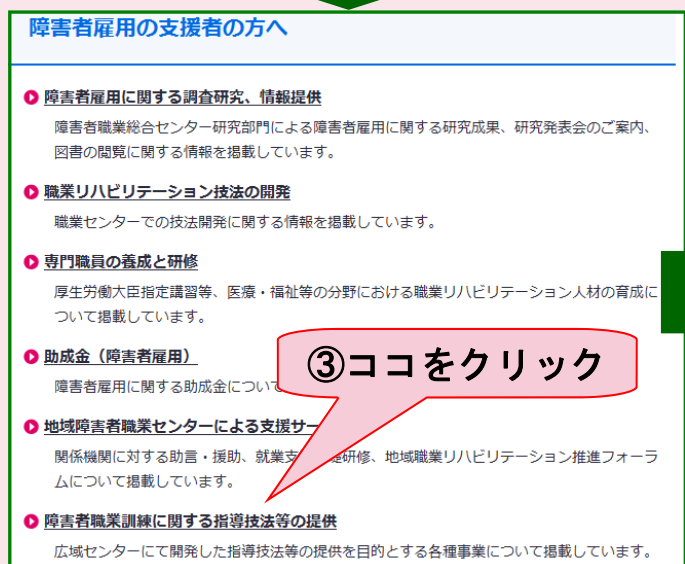 障害者雇用の支援者の方へ
障害者雇用に関する調査研究、情報提供
障害者職業総合センター研究部門による障害者雇用に関する研究成果、研究発表会のご案内、
図書の閲覧に関する情報を掲載しています。
職業リハビリテーション技法の開発
職業センターでの技法開発に関する情報を掲載しています。
専門職員の養成と研修
厚生労働大臣指定講習等、医療・福祉等の分野における職業リハビリテーション人材の育成に
ついて掲載しています。
助成金（障害者雇用）
障害者雇用に関する助成金について
③ココをクリック
地域障害者職業センターによる支援サー
関係機関に対する助言・援助、就業支 礎研修、地域職業リハビリテーション推進フォーラ
ムについて掲載しています。
障害者職業訓練に関する指導技法等の提供
広域センターにて開発した指導技法等の提供を目的とする各種事業について掲載しています。